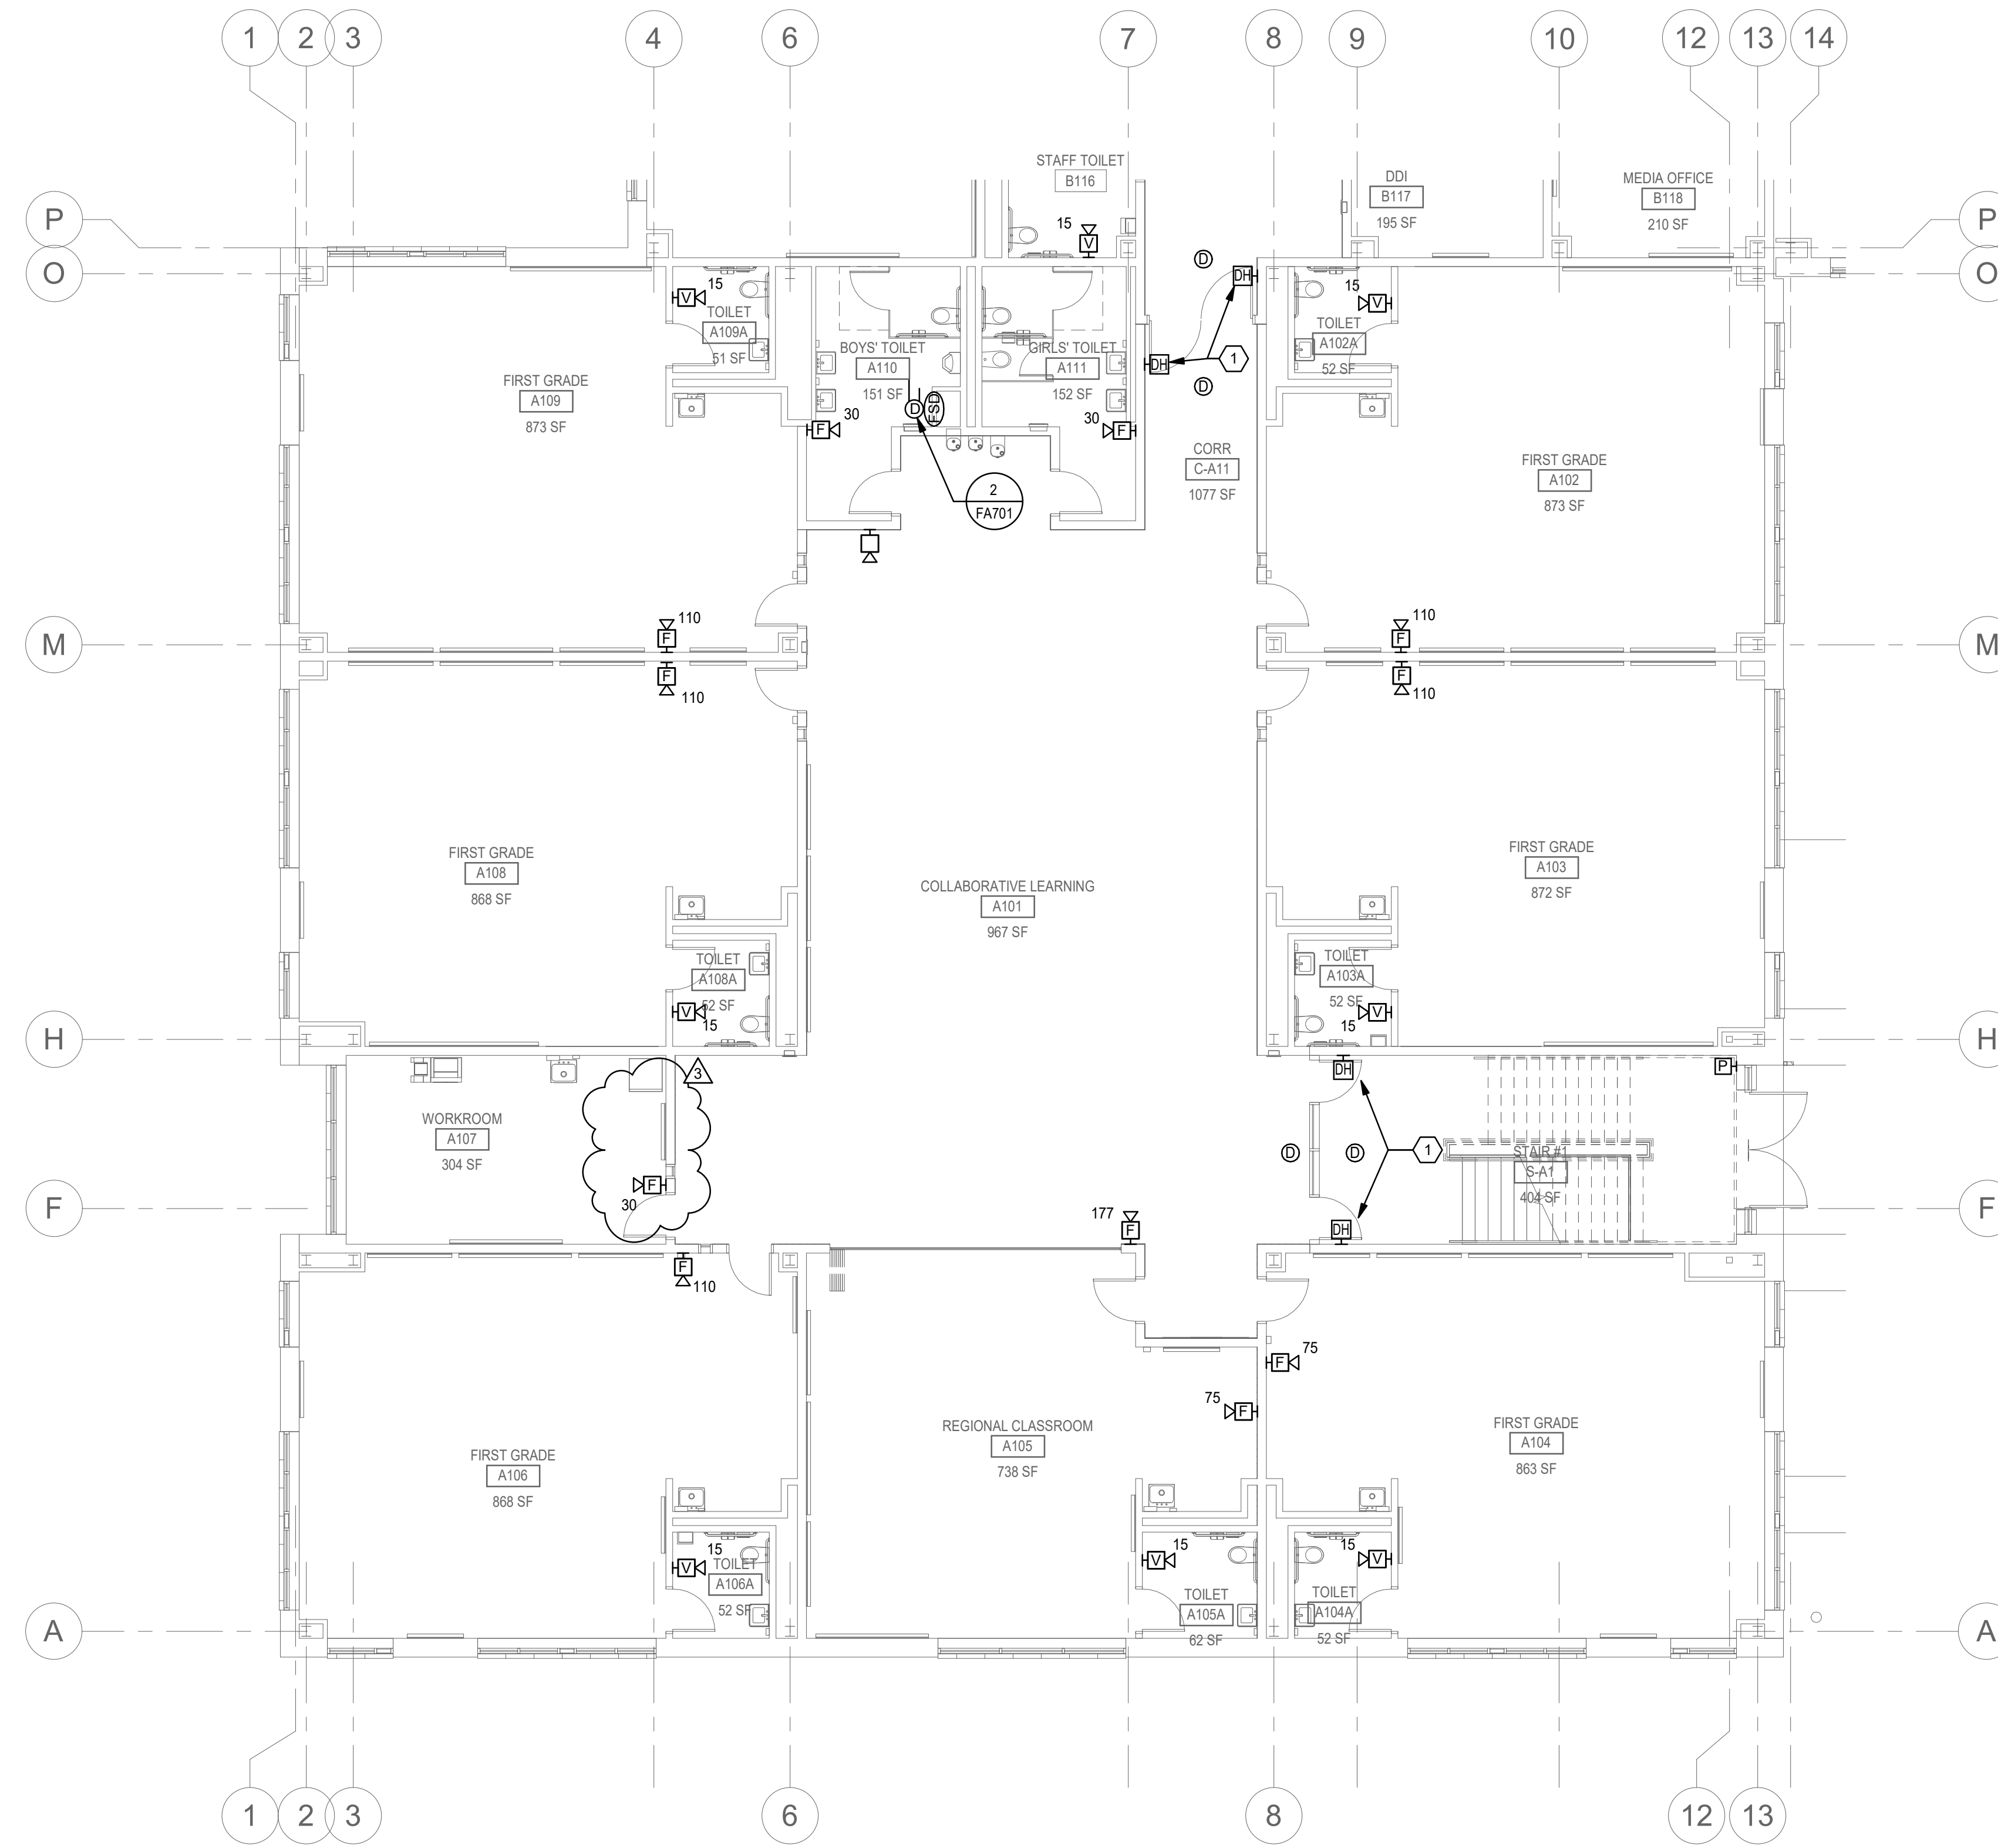 1 2 3 4 6 7 8 9 10 12 13 14
STAFF TOILET
B116
DDI
B117
195 SF
MEDIA OFFICE
B118
210 SF
P
P
15
V
O
O
D
DH
15
V
TOILET
A109A
51 SF
15
V
TOILET
A102A
52 SF
BOYS' TOILET
A110
151 SF
GIRLS' TOILET
A111
152 SF
DH
1
D
FIRST GRADE
A109
873 SF
D
FSD
30
F
30
F
CORR
C-A11
1077 SF
FIRST GRADE
A102
873 SF
2
FA701
M
M
110
F
F
110
110
F
F
110
FIRST GRADE
A108
868 SF
COLLABORATIVE LEARNING
A101
967 SF
FIRST GRADE
A103
872 SF
TOILET
A108A
52 SF
V
15
TOILET
A103A
52 SF
15
V
H
H
3
DH
P
WORKROOM
A107
304 SF
D
D
1
STAIR #1
S-A1
404 SF
F
30
F
F
177
F
DH
F
110
75
F
75
F
FIRST GRADE
A106
868 SF
REGIONAL CLASSROOM
A105
738 SF
FIRST GRADE
A104
863 SF
15
V
TOILET
A106A
52 SF
15
V
TOILET
A105A
62 SF
15
V
TOILET
A104A
52 SF
A
A
1 2 3 6 8 12 13